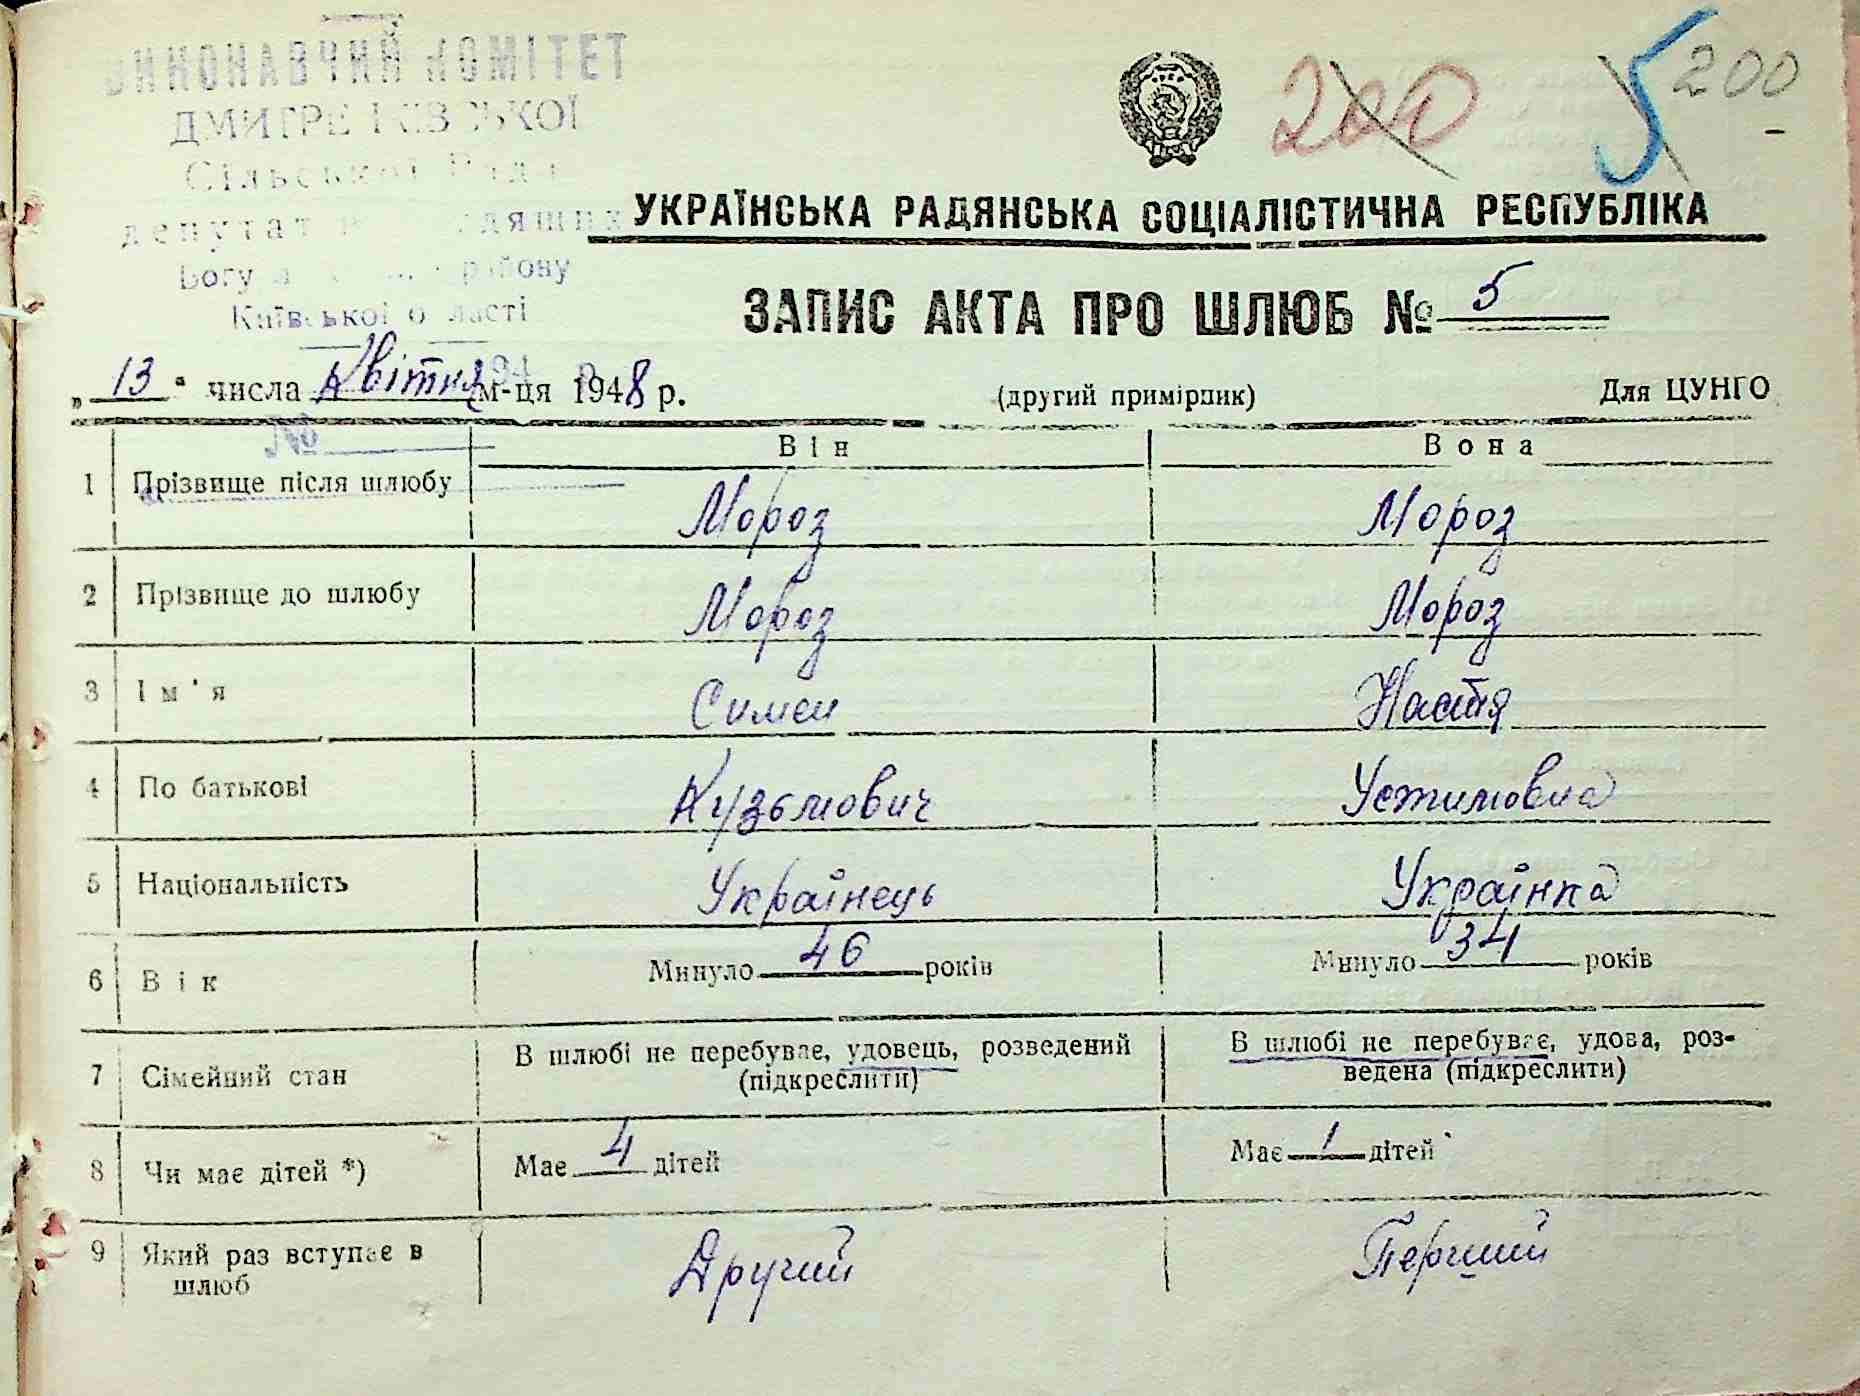 ВИКОНАВЧИЙ КОМІТЕТ
Сільської Ради
району
Київської області
200
5
200
УКРАЇНСЬКА РАДЯНСЬКА СОЦІАЛІСТИЧНА РЕСПУБЛІКА
ЗАПИС АКТА ПРО ШЛЮБ № 5
„13“ числа Квітня м-ця 1948 р. (другий примірник) Для ЦУНГО
№
Він Вона
1 Прізвище після шлюбу Мороз Мороз
2 Прізвище до шлюбу Мороз Мороз
3 Ім'я Симен Настя
4 По батькові Кузьмович Устимовна
5 Національність Українець Українка
6 Вік Минуло 46 років Минуло 34 років
7 Сімейний стан В шлюбі не перебуває, удовець, розведений (підкреслити) В шлюбі не перебуває, удова, роз-
ведена (підкреслити)
8 Чи має дітей *) Має 4 дітей Має 1 дітей
9 Який раз вступає в Другий Перший
шлюб